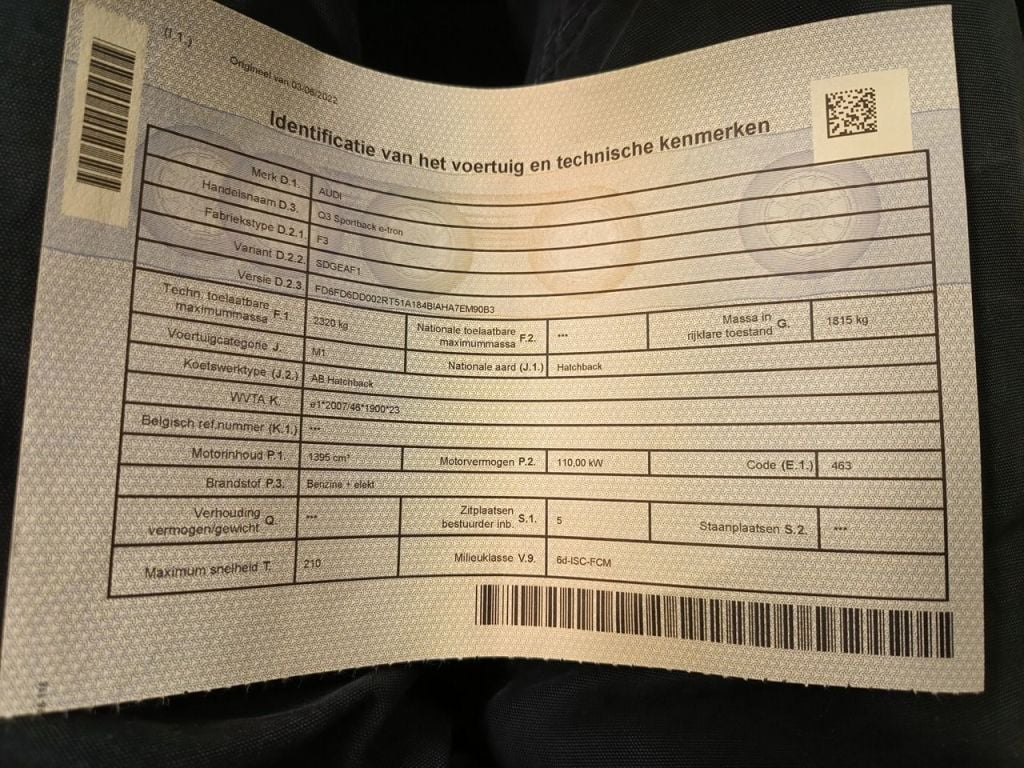 (I.1.)
Origineel van 03/06/2022
Identificatie van het voertuig en technische kenmerken
Merk D.1. AUDI
Handelsnaam D.3. Q3 Sportback e-tron
Fabriekstype D.2.1. F3
Variant D.2.2. SDGEAF1
Versie D.2.3. FD6FD6DD002RT51A184BIAHA7EM90B3
Techn. toelaatbare maximummassa F.1. 2320 kg Nationale toelaatbare maximummassa F.2. *** Massa in rijklare toestand G. 1815 kg
Voertuigcategorie J. M1 Nationale aard (J.1.) Hatchback
Koetswerktype (J.2.) AB Hatchback
WVTA K. e1*2007/46*1900*23
Belgisch ref.nummer (K.1.) ***
Motorinhoud P.1. 1395 cm³ Motorvermogen P.2. 110,00 kW Code (E.1.) 463
Brandstof P.3. Benzine + elekt
Verhouding vermogen/gewicht Q. *** Zitplaatsen bestuurder inb. S.1. 5 Staanplaatsen S.2. ***
Maximum snelheid T. 210 Milieuklasse V.9. 6d-ISC-FCM